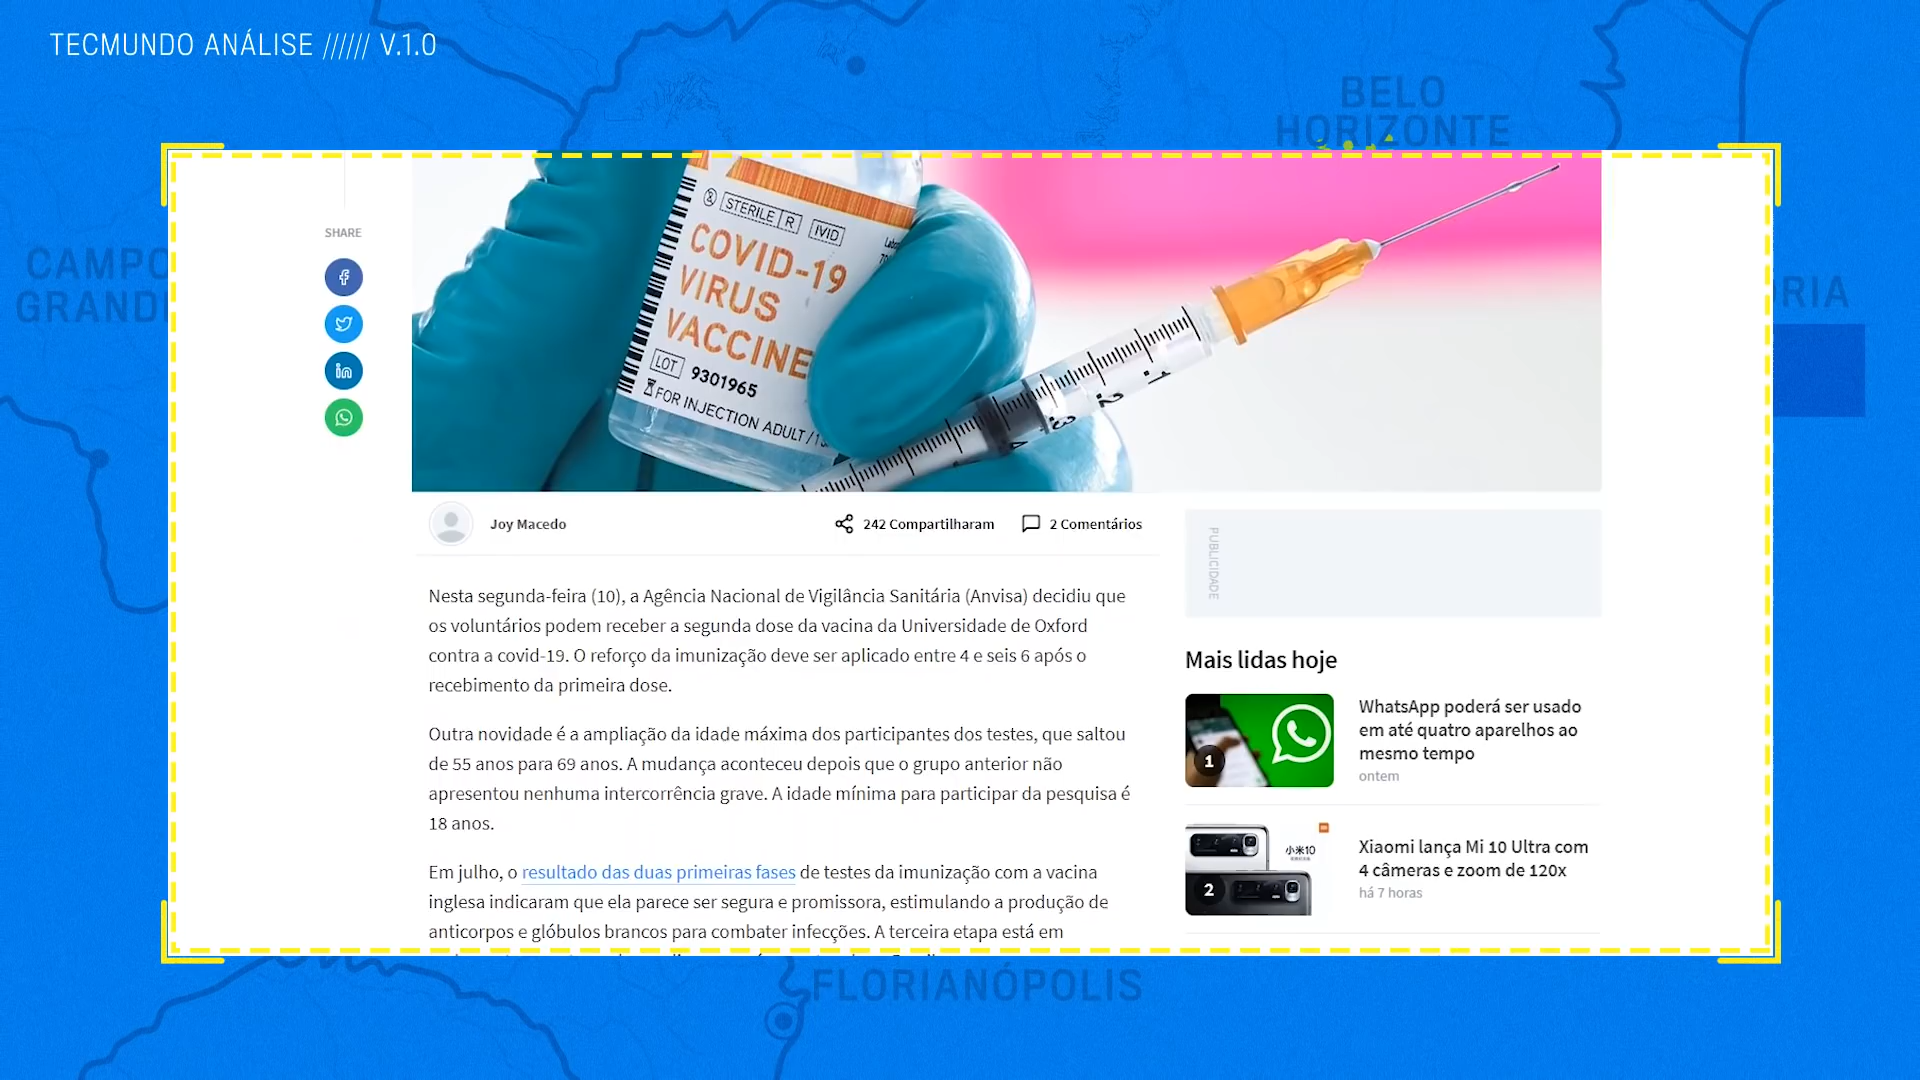 TECMUNDO ANÁLISE ////// V.1.0
BELO
HORIZONTE
CAMPO
GRANDE
SHARE
STERILE R IVID
COVID-19
VIRUS
VACCINE
LOT 9301965
FOR INJECTION ADULT
.1
.2
.3
.4
Joy Macedo
242 Compartilharam
2 Comentários
PUBLICIDADE
Nesta segunda-feira (10), a Agência Nacional de Vigilância Sanitária (Anvisa) decidiu que
os voluntários podem receber a segunda dose da vacina da Universidade de Oxford
contra a covid-19. O reforço da imunização deve ser aplicado entre 4 e seis 6 após o
recebimento da primeira dose.
Outra novidade é a ampliação da idade máxima dos participantes dos testes, que saltou
de 55 anos para 69 anos. A mudança aconteceu depois que o grupo anterior não
apresentou nenhuma intercorrência grave. A idade mínima para participar da pesquisa é
18 anos.
Em julho, o resultado das duas primeiras fases de testes da imunização com a vacina
inglesa indicaram que ela parece ser segura e promissora, estimulando a produção de
anticorpos e glóbulos brancos para combater infecções. A terceira etapa está em
Mais lidas hoje
1
WhatsApp poderá ser usado
em até quatro aparelhos ao
mesmo tempo
ontem
2
小米10
Xiaomi lança Mi 10 Ultra com
4 câmeras e zoom de 120x
há 7 horas
FLORIANÓPOLIS